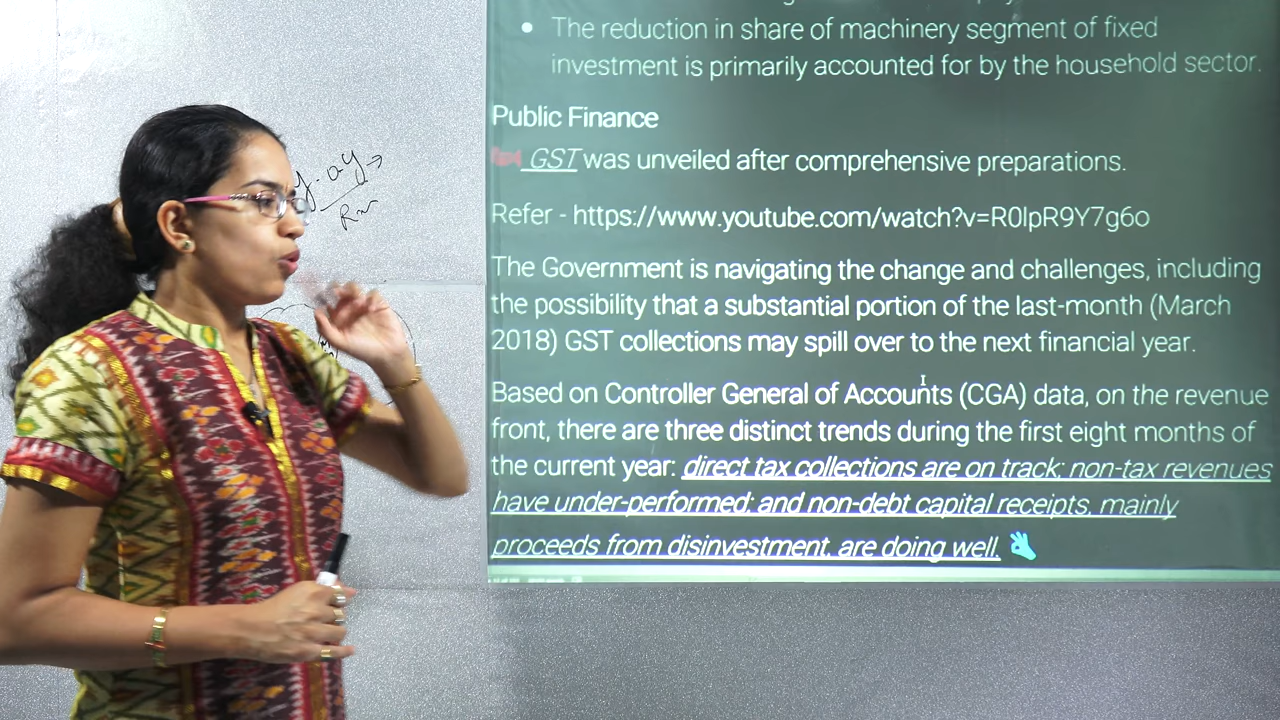 • The reduction in share of machinery segment of fixed
investment is primarily accounted for by the household sector.
Public Finance
GST was unveiled after comprehensive preparations.
Refer - https://www.youtube.com/watch?v=R0lpR9Y7g6o
The Government is navigating the change and challenges, including
the possibility that a substantial portion of the last-month (March
2018) GST collections may spill over to the next financial year.
Based on Controller General of Accounts (CGA) data, on the revenue
front, there are three distinct trends during the first eight months of
the current year: direct tax collections are on track; non-tax revenues
have under-performed; and non-debt capital receipts, mainly
proceeds from disinvestment, are doing well.